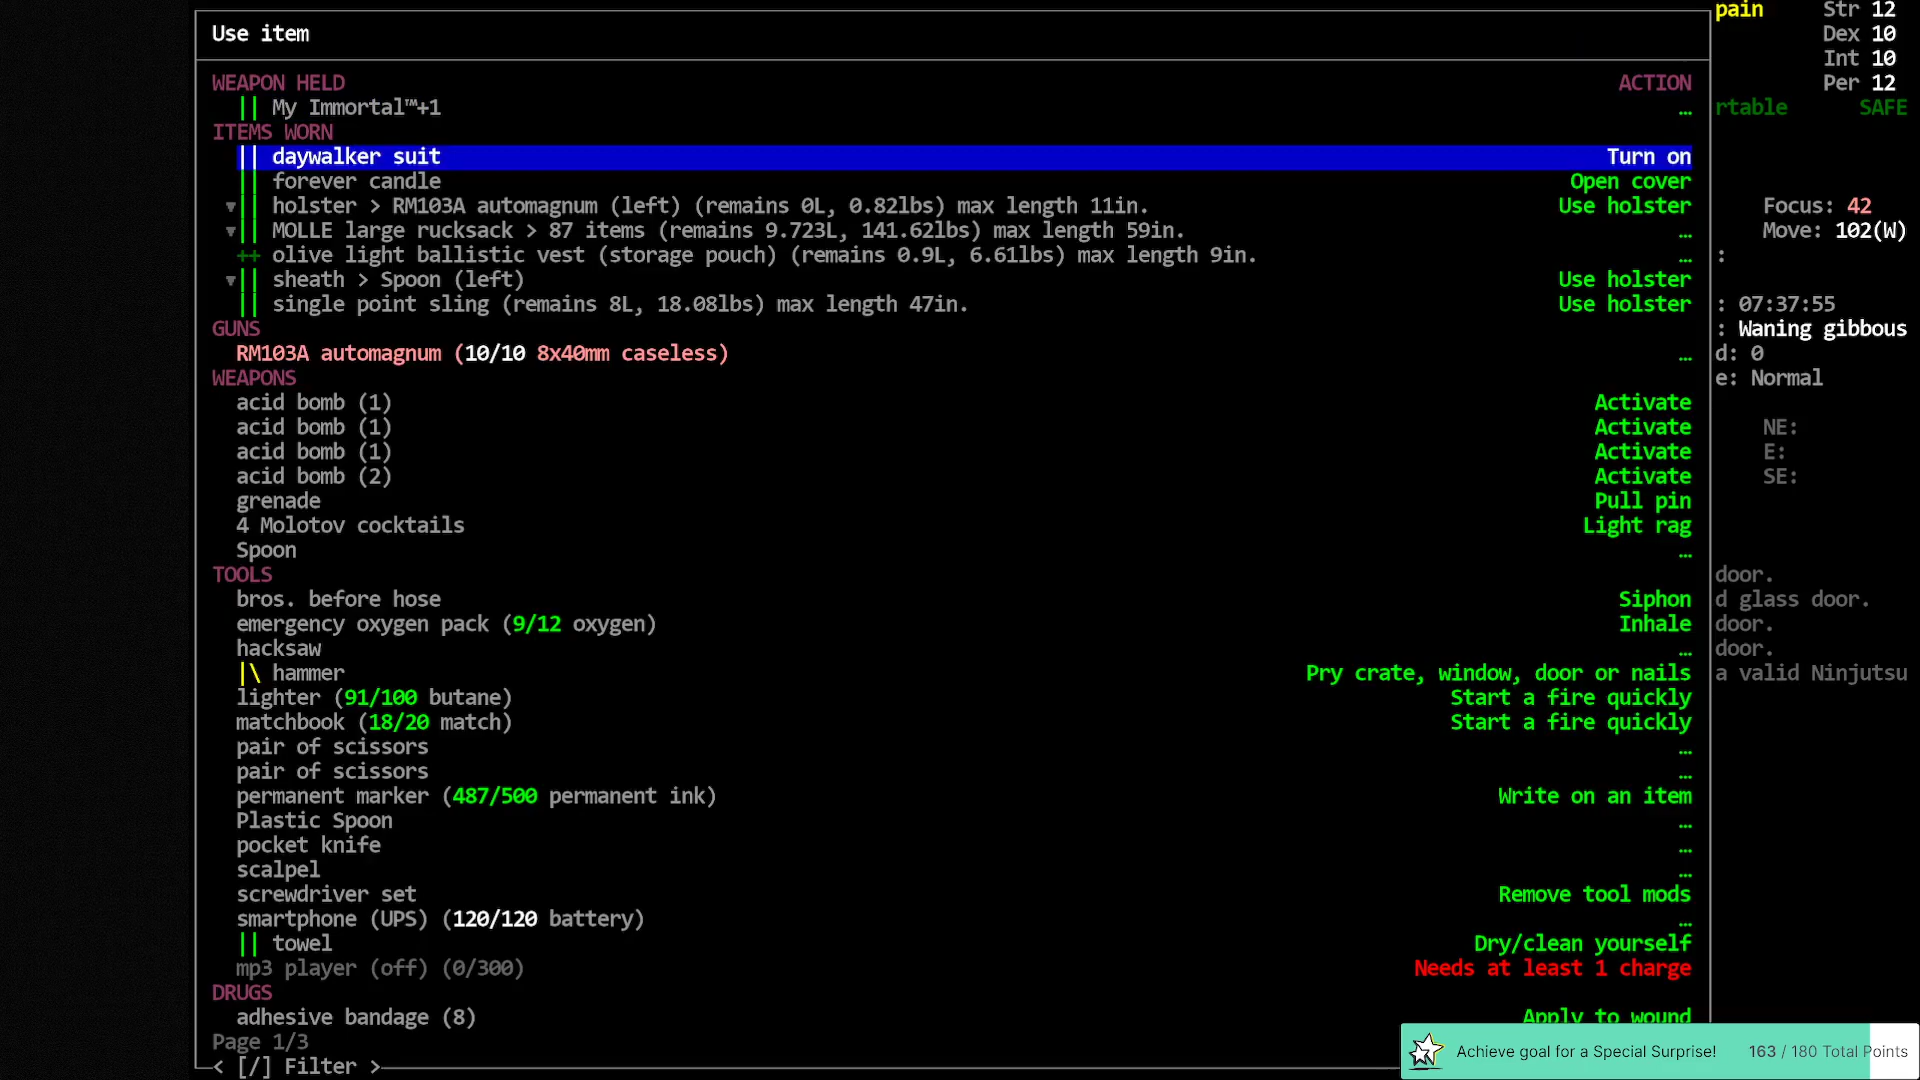 Use item
pain Str 12
Dex 10
Int 10
Per 12
WEAPON HELD ACTION
|| My Immortal™+1 …
rtable SAFE
ITEMS WORN
|| daywalker suit Turn on
|| forever candle Open cover
▼|| holster > RM103A automagnum (left) (remains 0L, 0.82lbs) max length 11in. Use holster
Focus: 42
▼|| MOLLE large rucksack > 87 items (remains 9.723L, 141.62lbs) max length 59in. …
Move: 102(W)
++ olive light ballistic vest (storage pouch) (remains 0.9L, 6.61lbs) max length 9in. …
:
▼|| sheath > Spoon (left) Use holster
|| single point sling (remains 8L, 18.08lbs) max length 47in. Use holster
: 07:37:55
GUNS
: Waning gibbous
RM103A automagnum (10/10 8x40mm caseless) …
d: 0
WEAPONS
e: Normal
acid bomb (1) Activate
acid bomb (1) Activate
NE:
acid bomb (1) Activate
E:
acid bomb (2) Activate
SE:
grenade Pull pin
4 Molotov cocktails Light rag
Spoon …
TOOLS
door.
bros. before hose Siphon
d glass door.
emergency oxygen pack (9/12 oxygen) Inhale
door.
hacksaw …
door.
|\ hammer Pry crate, window, door or nails
a valid Ninjutsu
lighter (91/100 butane) Start a fire quickly
matchbook (18/20 match) Start a fire quickly
pair of scissors …
pair of scissors …
permanent marker (487/500 permanent ink) Write on an item
Plastic Spoon …
pocket knife …
scalpel …
screwdriver set Remove tool mods
smartphone (UPS) (120/120 battery) …
|| towel Dry/clean yourself
mp3 player (off) (0/300) Needs at least 1 charge
DRUGS
adhesive bandage (8) Apply to wound
Page 1/3
< [/] Filter >
Achieve goal for a Special Surprise! 163 / 180 Total Points